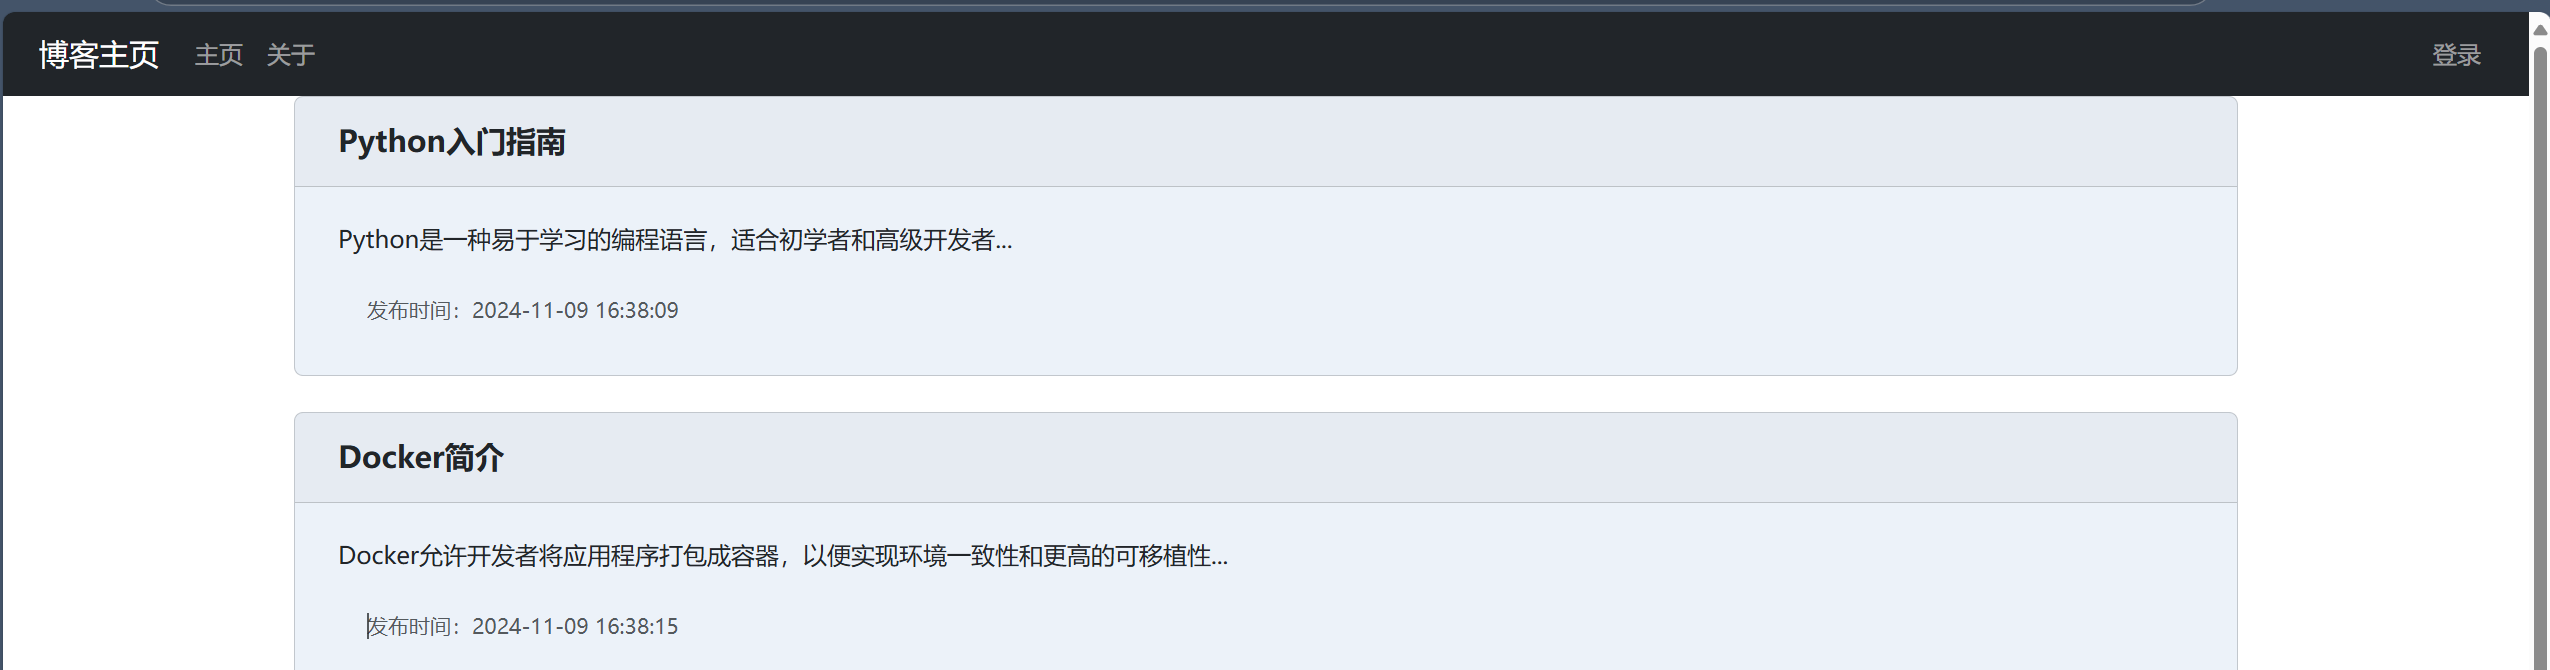 博客主页 主页 关于 登录
Python入门指南
Python是一种易于学习的编程语言，适合初学者和高级开发者...
发布时间：2024-11-09 16:38:09
Docker简介
Docker允许开发者将应用程序打包成容器，以便实现环境一致性和更高的可移植性...
发布时间：2024-11-09 16:38:15